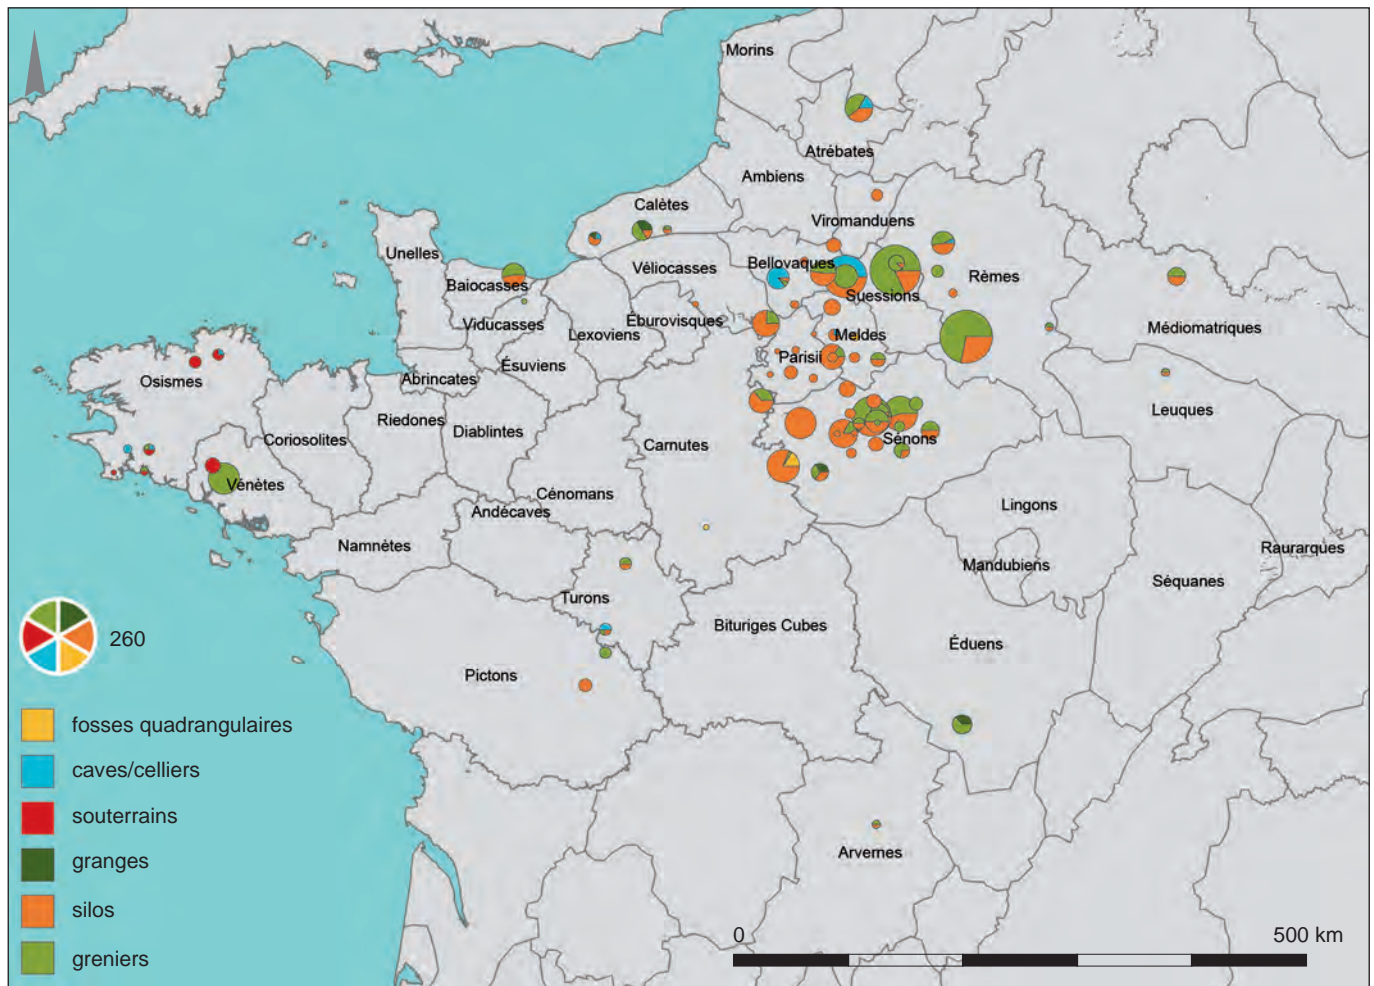 Morins
Atrébates
Ambiens
Calètes
Viromanduens
Unelles
Bellovaques
Véliocasses
Rèmes
Baiocasses
Suessions
Viducasses
Lexoviens
Éburovisques
Meldes
Médiomatriques
Parisii
Ésuviens
Osismes
Abrincates
Leuques
Riedones
Diablintes
Coriosolites
Carnutes
Sénons
Vénètes
Cénomans
Lingons
Andécaves
Namnètes
Mandubiens
Raurarques
Séquanes
Turons
Bituriges Cubes
Éduens
Pictons
Arvernes
260
fosses quadrangulaires
caves/celliers
souterrains
granges
silos
greniers
0
500 km